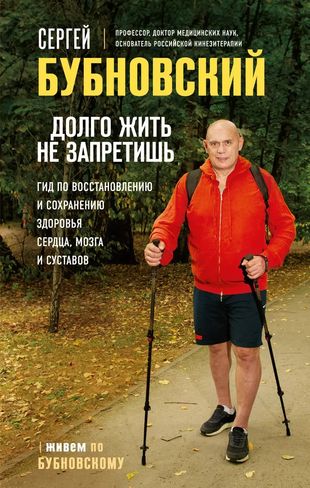 СЕРГЕЙ
ПРОФЕССОР, ДОКТОР МЕДИЦИНСКИХ НАУК,
ОСНОВАТЕЛЬ РОССИЙСКОЙ КИНЕЗИТЕРАПИИ
БУБНОВСКИЙ
ДОЛГО ЖИТЬ
НЕ ЗАПРЕТИШЬ
ГИД ПО ВОССТАНОВЛЕНИЮ
И СОХРАНЕНИЮ
ЗДОРОВЬЯ
СЕРДЦА, МОЗГА
И СУСТАВОВ
живем по
БУБНОВСКОМУ